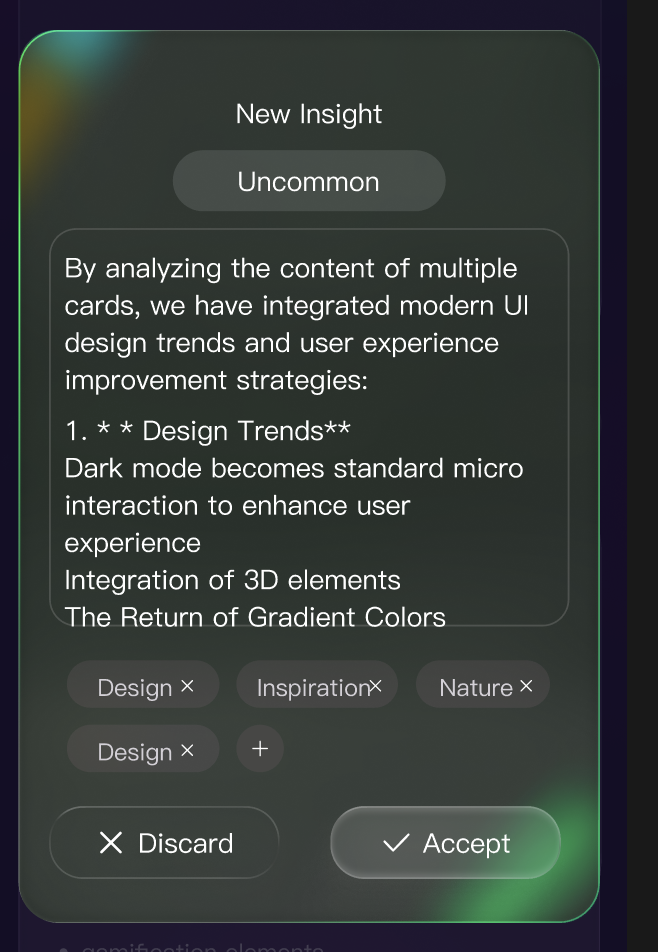 New Insight
Uncommon
By analyzing the content of multiple
cards, we have integrated modern UI
design trends and user experience
improvement strategies:
1. * * Design Trends**
Dark mode becomes standard micro
interaction to enhance user
experience
Integration of 3D elements
The Return of Gradient Colors
Design ×
Inspiration×
Nature ×
Design ×
+
Discard
Accept
gamification elements